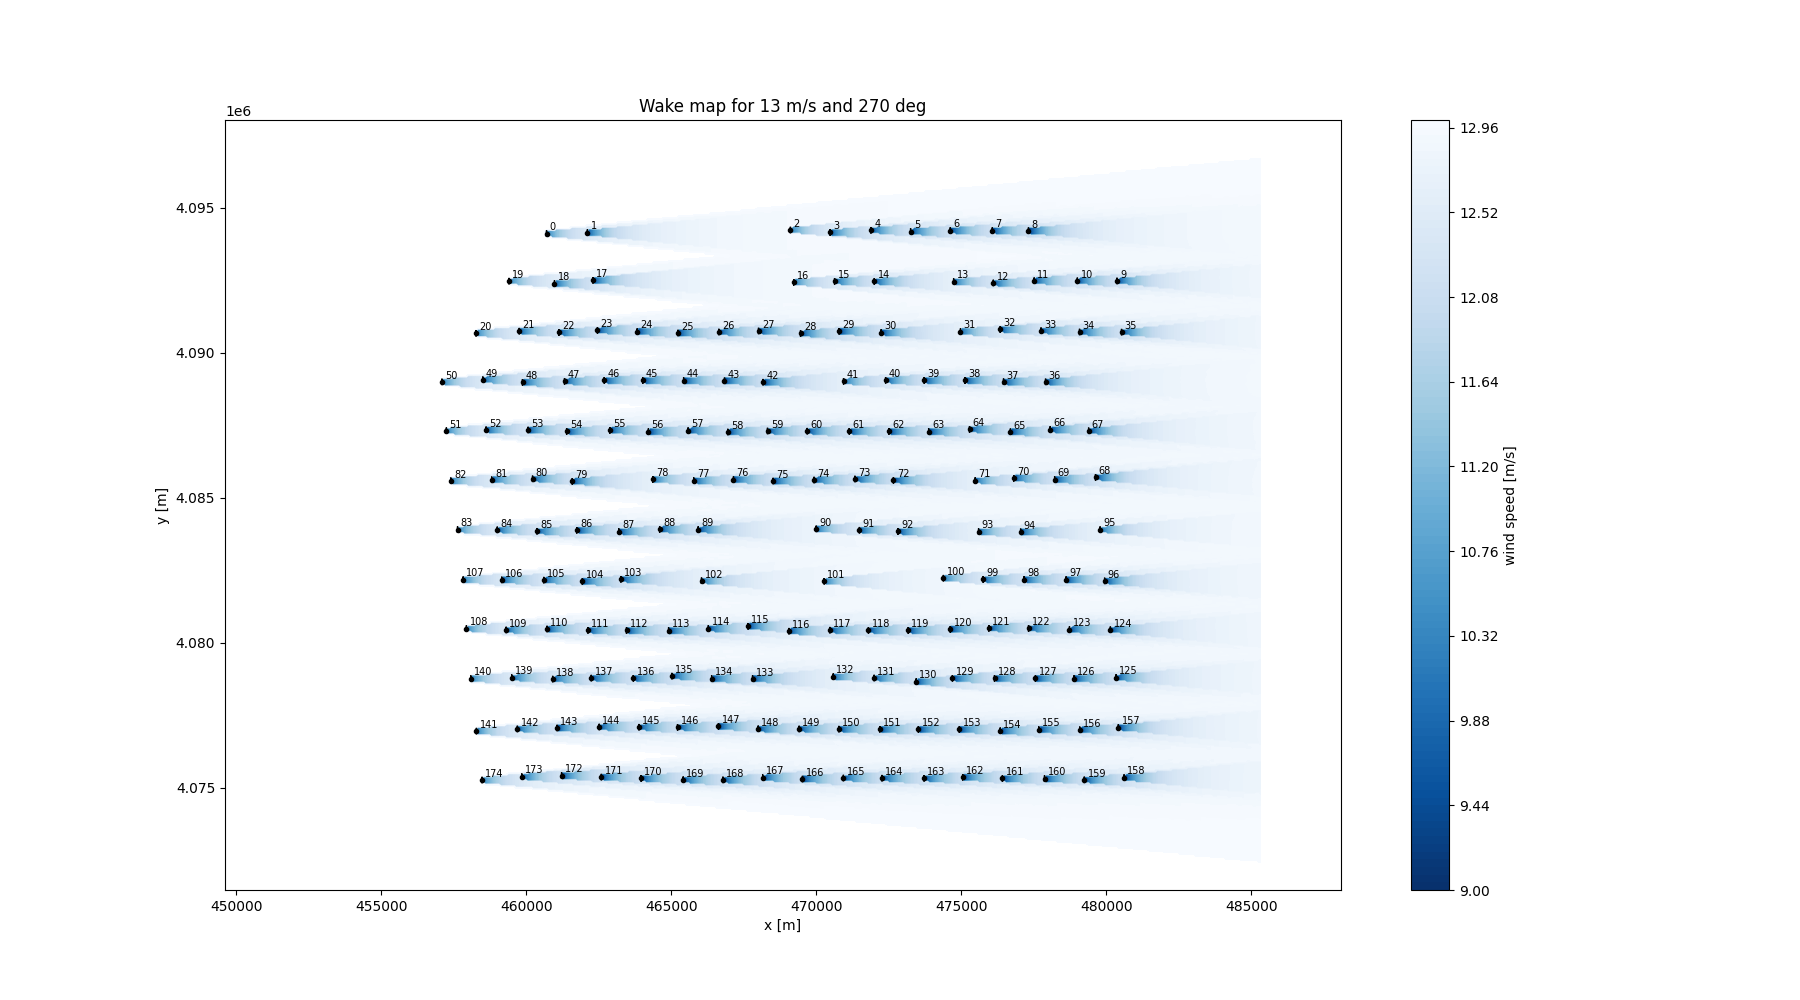 Wake map for 13 m/s and 270 deg
1e6
12.96
4.095
0 1 2 3 4 5 6 7 8
12.52
19 18 17 16 15 14 13 12 11 10 9
12.08
20 21 22 23 24 25 26 27 28 29 30 31 32 33 34 35
4.090
50 49 48 47 46 45 44 43 42 41 40 39 38 37 36
11.64
51 52 53 54 55 56 57 58 59 60 61 62 63 64 65 66 67
11.20
82 81 80 79 78 77 76 75 74 73 72 71 70 69 68
4.085
y [m]
wind speed [m/s]
83 84 85 86 87 88 89 90 91 92 93 94 95
10.76
107 106 105 104 103 102 101 100 99 98 97 96
10.32
108 109 110 111 112 113 114 115 116 117 118 119 120 121 122 123 124
4.080
140 139 138 137 136 135 134 133 132 131 130 129 128 127 126 125
9.88
141 142 143 144 145 146 147 148 149 150 151 152 153 154 155 156 157
174 173 172 171 170 169 168 167 166 165 164 163 162 161 160 159 158
4.075
9.44
9.00
450000 455000 460000 465000 470000 475000 480000 485000
x [m]